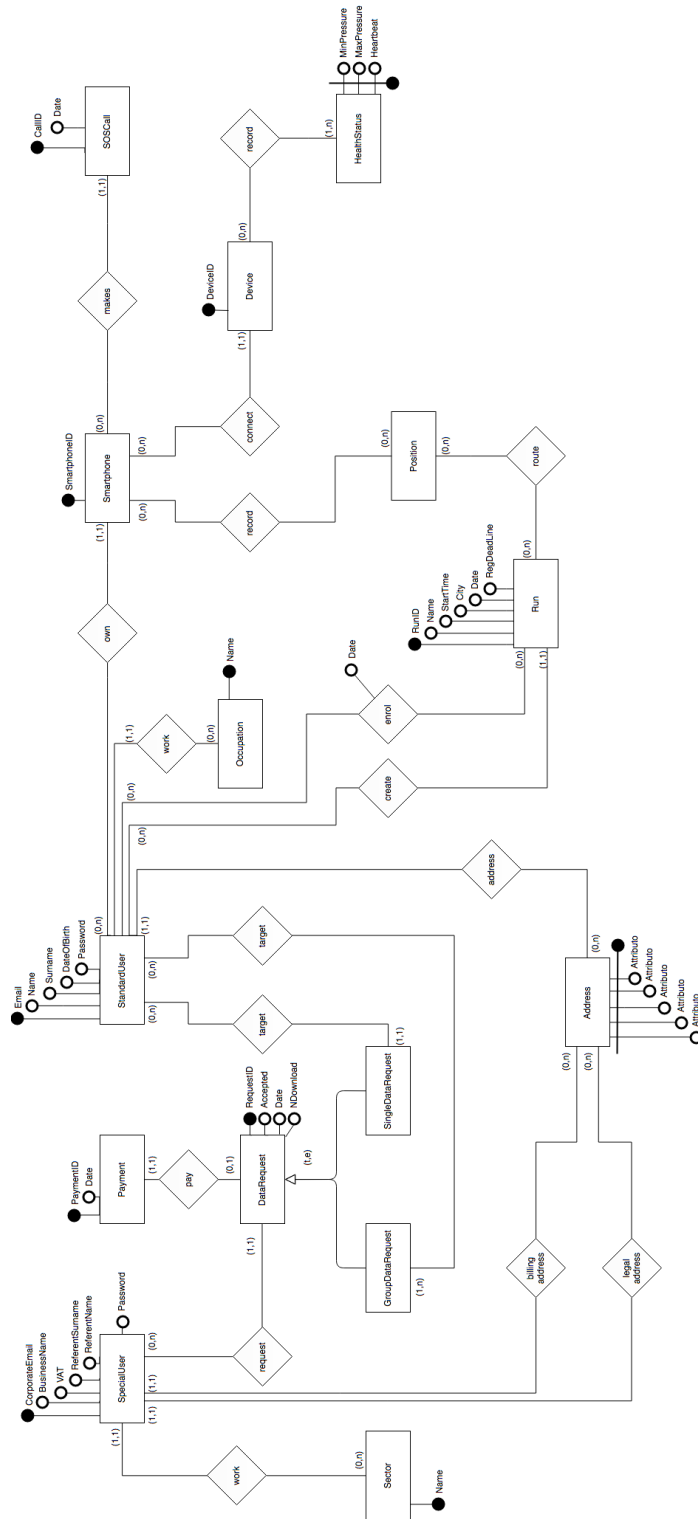 CorporateEmail
BusinessName
VAT
ReferentSurname
ReferentName
Password
SpecialUser
(1,1)
(0,n)
(1,1)
(1,1)
work
(0,n)
Sector
Name
request
(1,1)
PaymentID
Date
Payment
(1,1)
pay
(0,1)
DataRequest
RequestID
Accepted
Date
NDownload
(t,e)
GroupDataRequest
(1,n)
SingleDataRequest
(1,1)
target
target
billing
address
legal
address
(0,n)
(0,n)
Address
(0,n)
Attributo
Attributo
Attributo
Attributo
Attributo
address
Email
Name
Surname
DateOfBirth
Password
StandardUser
(0,n)
(0,n)
(1,1)
(0,n)
(0,n)
(0,n)
(1,1)
work
(0,n)
Occupation
Name
create
enrol
Date
(0,n)
(1,1)
RunID
Name
StartTime
City
Date
RegDeadLine
Run
(0,n)
route
(0,n)
Position
(0,n)
record
own
(1,1)
SmartphoneID
Smartphone
(0,n)
(0,n)
(0,n)
connect
(1,1)
DeviceID
Device
(0,n)
record
(1,n)
HealthStatus
MinPressure
MaxPressure
Heartbeat
makes
(1,1)
SOSCall
CallID
Date